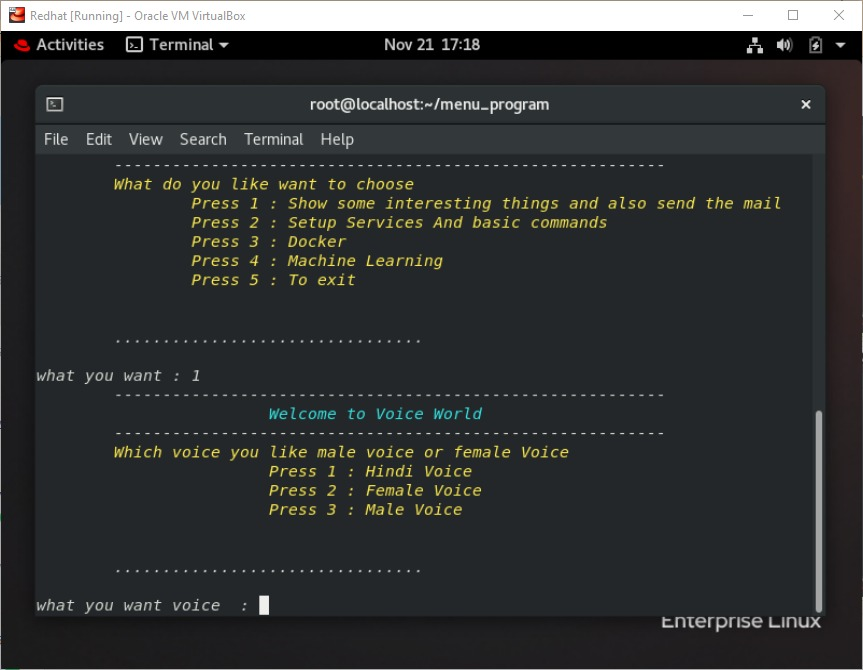 Redhat [Running] - Oracle VM VirtualBox
Activities Terminal Nov 21 17:18
root@localhost:~/menu_program
File Edit View Search Terminal Help
---------------------------------------------------------
What do you like want to choose
Press 1 : Show some interesting things and also send the mail
Press 2 : Setup Services And basic commands
Press 3 : Docker
Press 4 : Machine Learning
Press 5 : To exit
................................
what you want : 1
---------------------------------------------------------
Welcome to Voice World
---------------------------------------------------------
Which voice you like male voice or female Voice
Press 1 : Hindi Voice
Press 2 : Female Voice
Press 3 : Male Voice
................................
what you want voice  :
Enterprise Linux